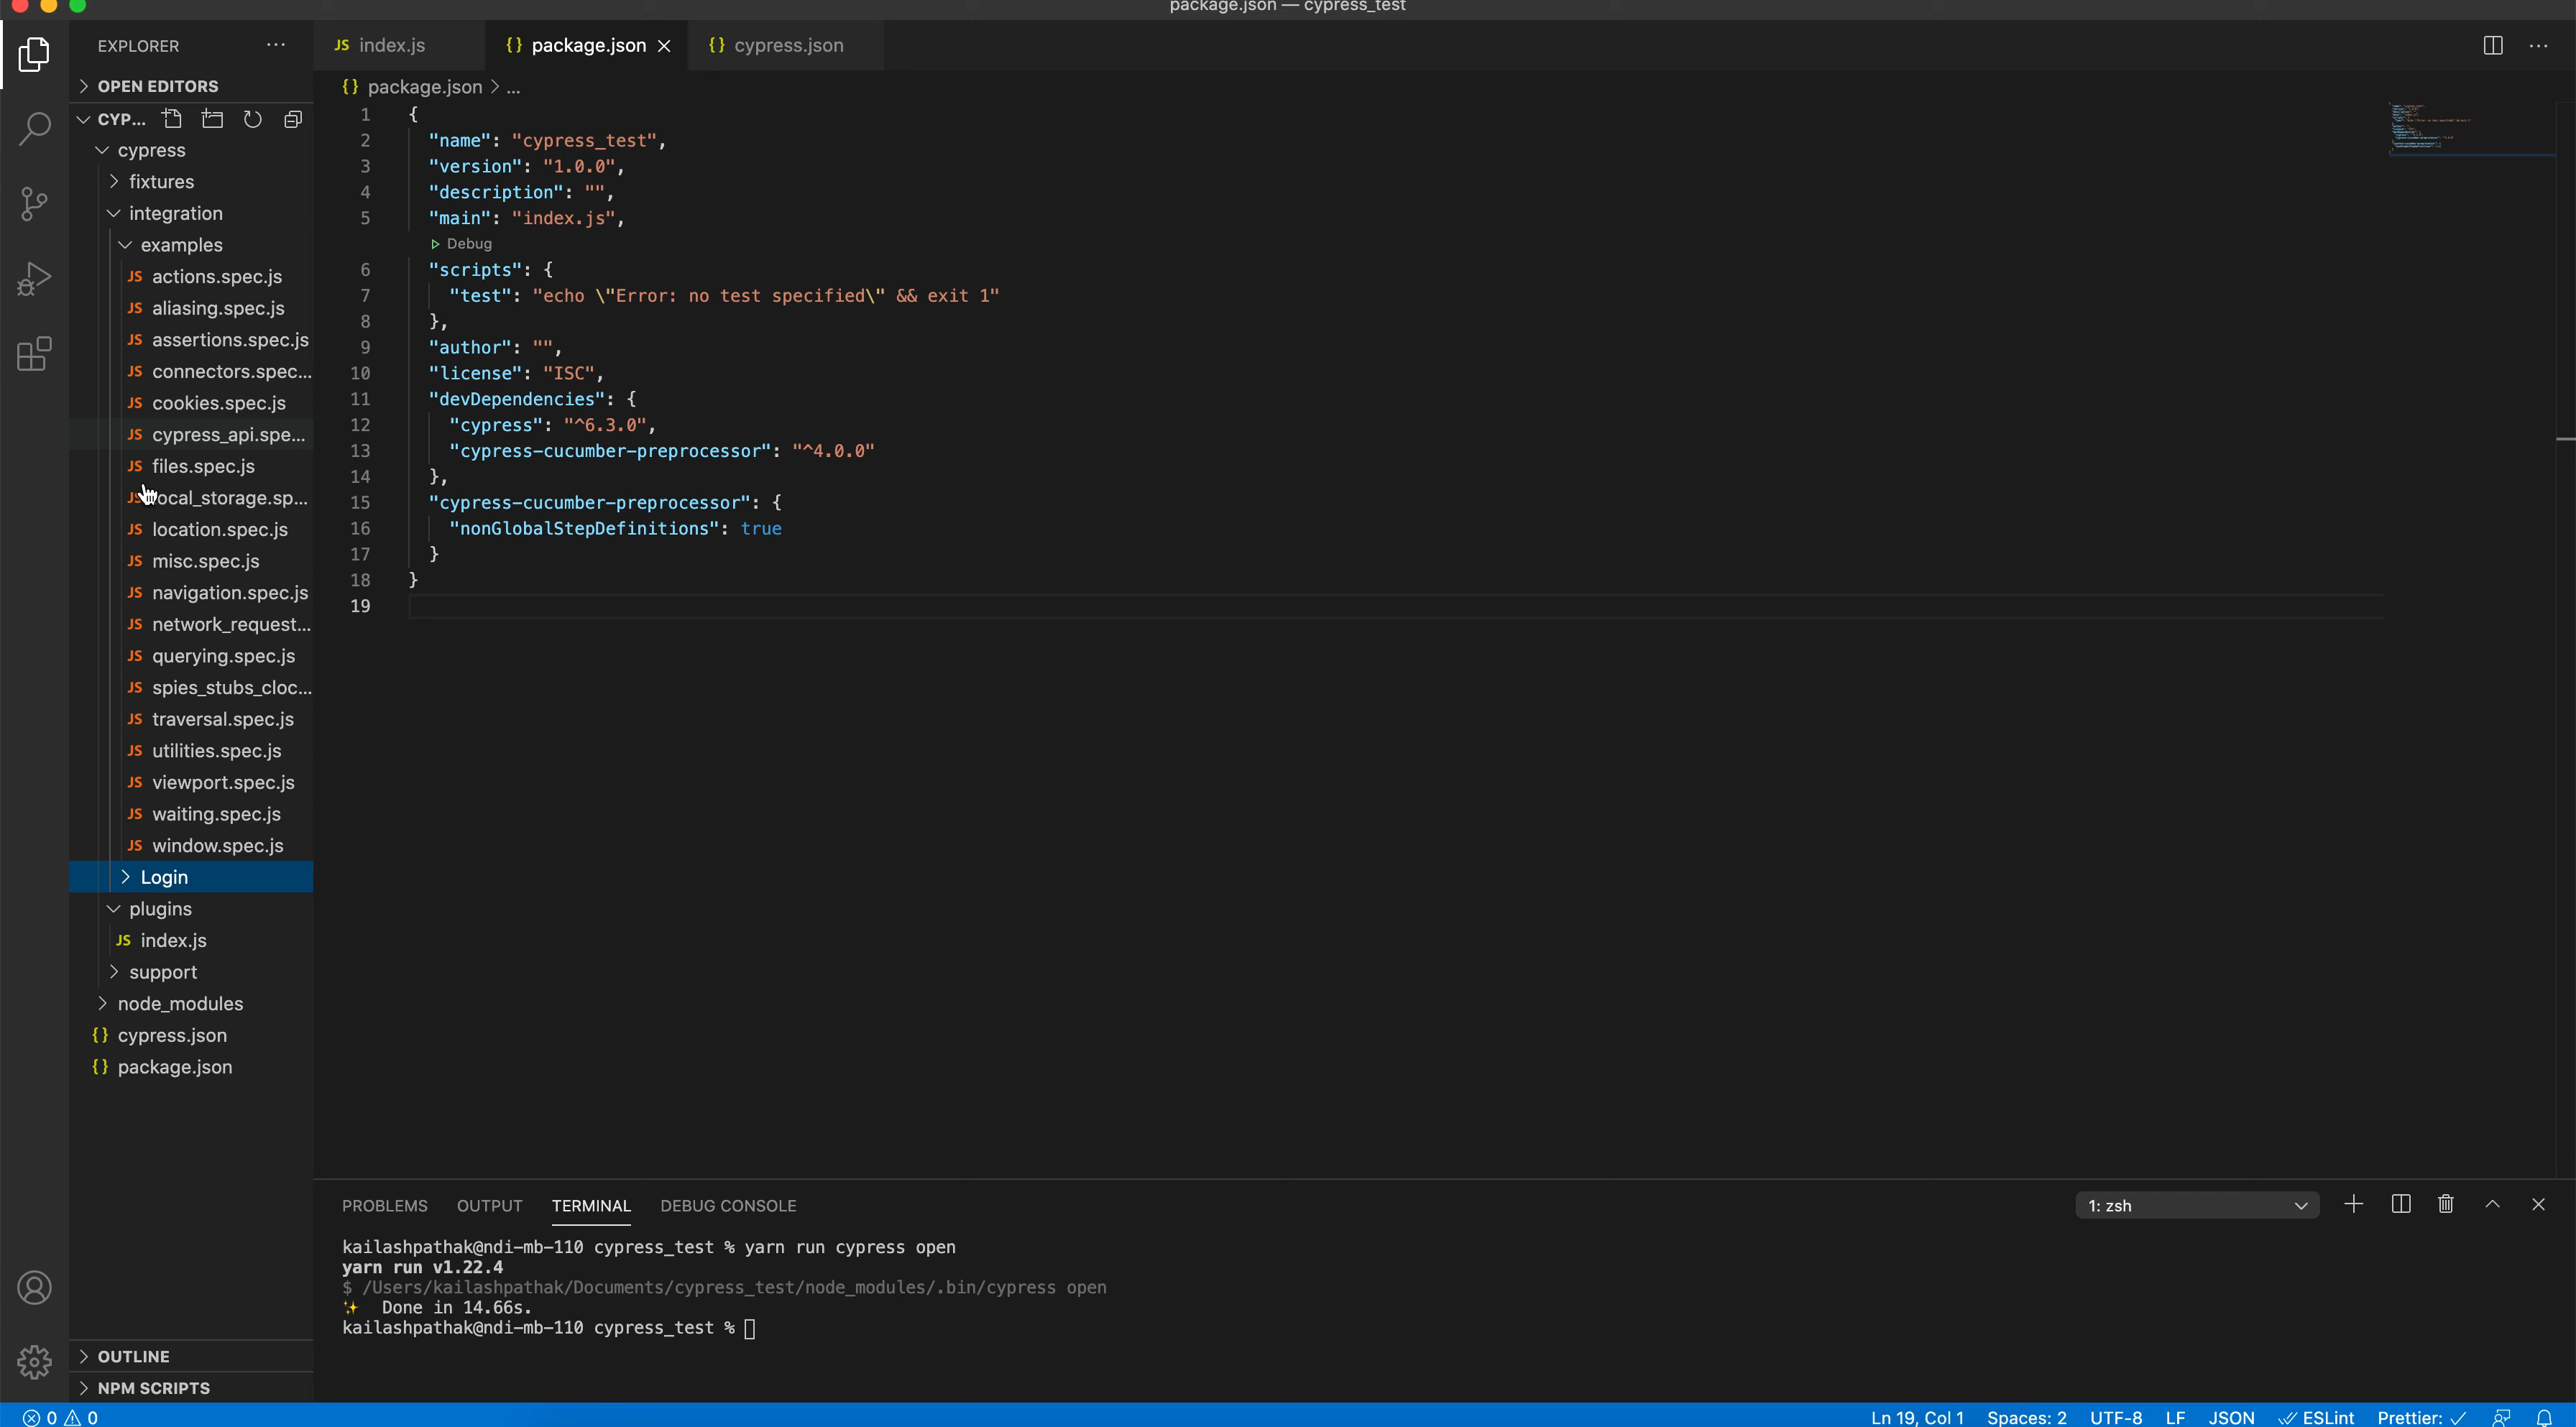 package.json — cypress_test
EXPLORER
JS index.js
{} package.json
{} cypress.json
OPEN EDITORS
{} package.json > ...
CYP...
cypress
fixtures
integration
examples
JS actions.spec.js
JS aliasing.spec.js
JS assertions.spec.js
JS connectors.spec...
JS cookies.spec.js
JS cypress_api.spe...
JS files.spec.js
JS local_storage.sp...
JS location.spec.js
JS misc.spec.js
JS navigation.spec.js
JS network_request...
JS querying.spec.js
JS spies_stubs_cloc...
JS traversal.spec.js
JS utilities.spec.js
JS viewport.spec.js
JS waiting.spec.js
JS window.spec.js
Login
plugins
JS index.js
support
node_modules
{} cypress.json
{} package.json
OUTLINE
NPM SCRIPTS
1 {
2 "name": "cypress_test",
3 "version": "1.0.0",
4 "description": "",
5 "main": "index.js",
Debug
6 "scripts": {
7 "test": "echo \"Error: no test specified\" && exit 1"
8 },
9 "author": "",
10 "license": "ISC",
11 "devDependencies": {
12 "cypress": "^6.3.0",
13 "cypress-cucumber-preprocessor": "^4.0.0"
14 },
15 "cypress-cucumber-preprocessor": {
16 "nonGlobalStepDefinitions": true
17 }
18 }
19
PROBLEMS OUTPUT TERMINAL DEBUG CONSOLE
1: zsh
kailashpathak@ndi-mb-110 cypress_test % yarn run cypress open
yarn run v1.22.4
$ /Users/kailashpathak/Documents/cypress_test/node_modules/.bin/cypress open
✨ Done in 14.66s.
kailashpathak@ndi-mb-110 cypress_test %
0 0
Ln 19, Col 1 Spaces: 2 UTF-8 LF JSON ESLint Prettier: ✓